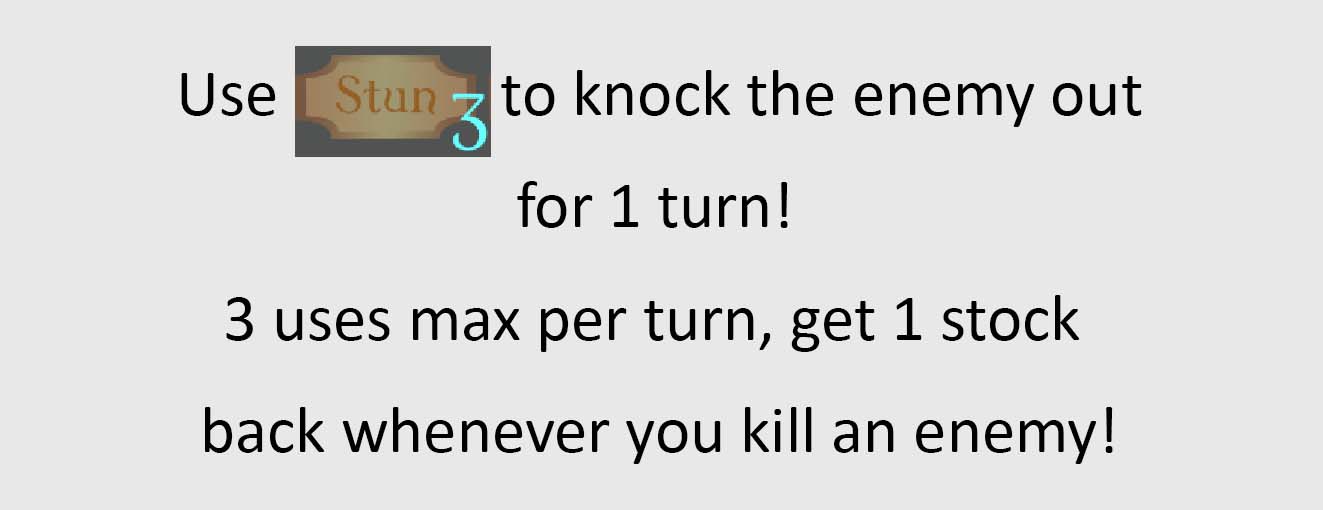 Use Stun 3 to knock the enemy out
for 1 turn!
3 uses max per turn, get 1 stock
back whenever you kill an enemy!